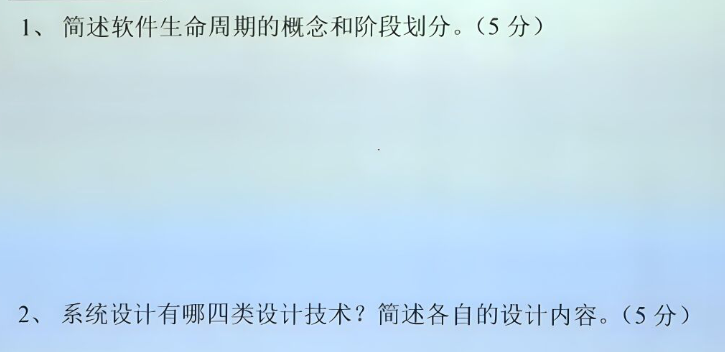 1、 简述软件生命周期的概念和阶段划分。（5 分）
2、 系统设计有哪四类设计技术？简述各自的设计内容。（5 分）